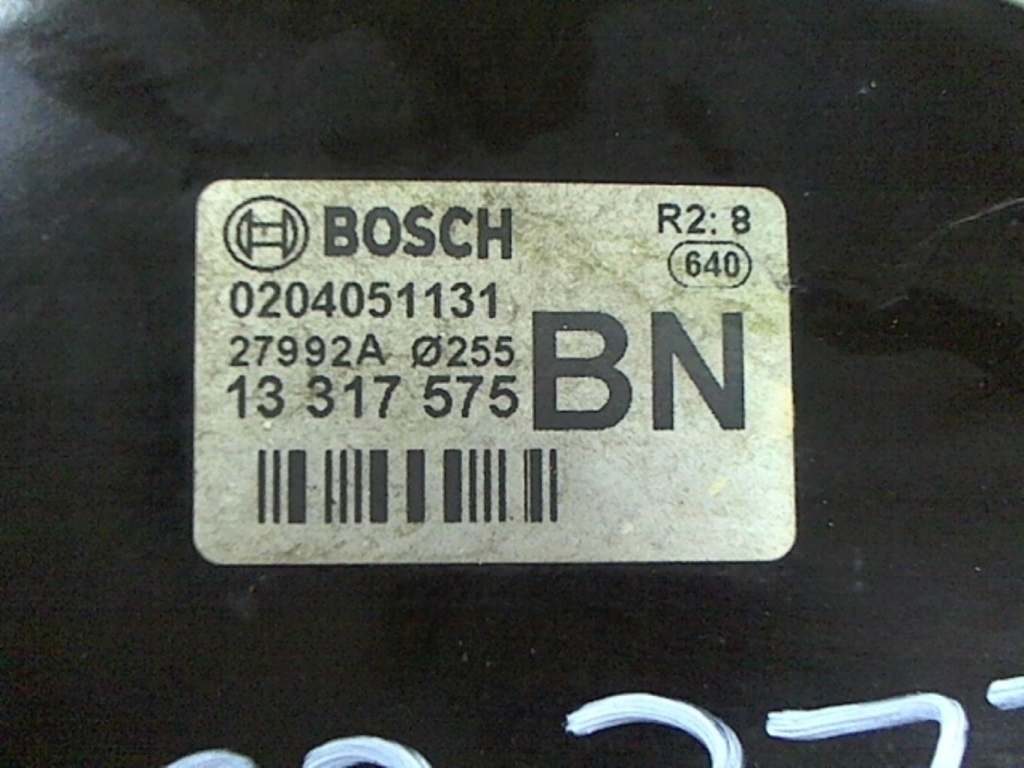 BOSCH
R2: 8
640
0204051131
27992A Ø255
13 317 575
BN